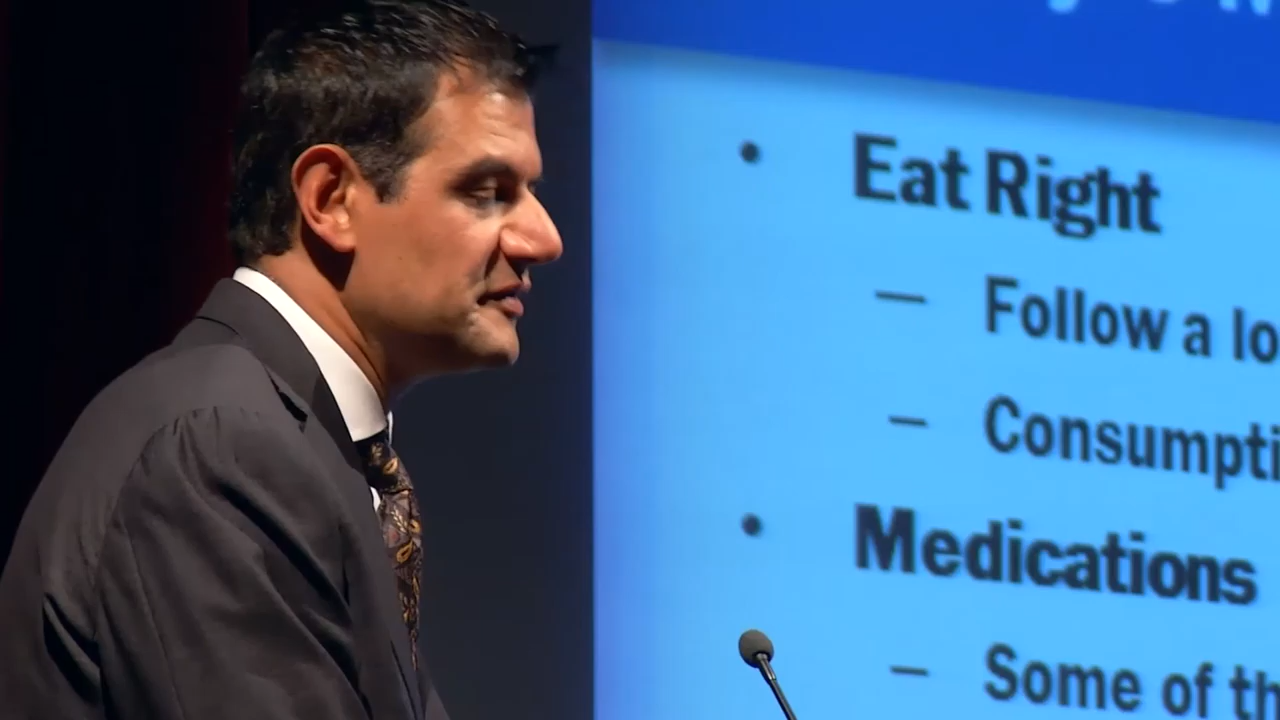 • Eat Right
– Follow a lo
– Consumpti
• Medications
– Some of th